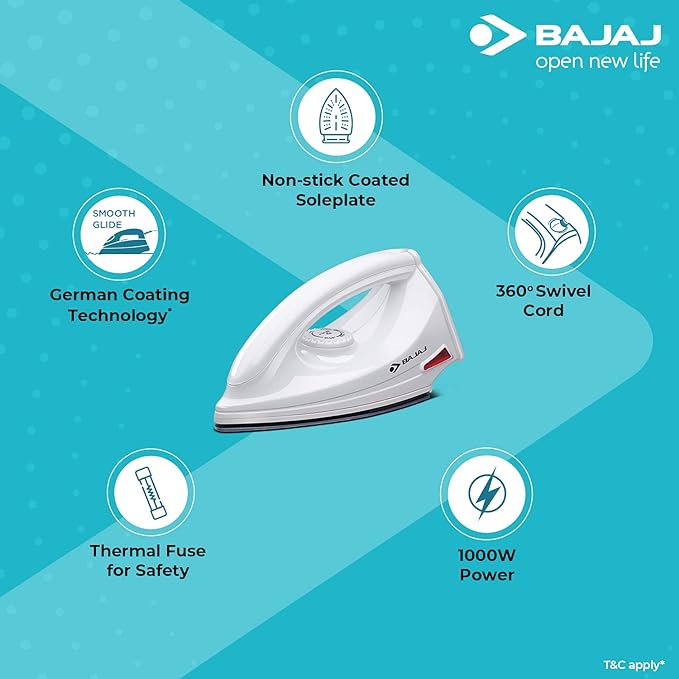 BAJAJ
open new life
Non-stick Coated
Soleplate
SMOOTH
GLIDE
German Coating
Technology*
360° Swivel
Cord
BAJAJ
Thermal Fuse
for Safety
1000W
Power
T&C apply*